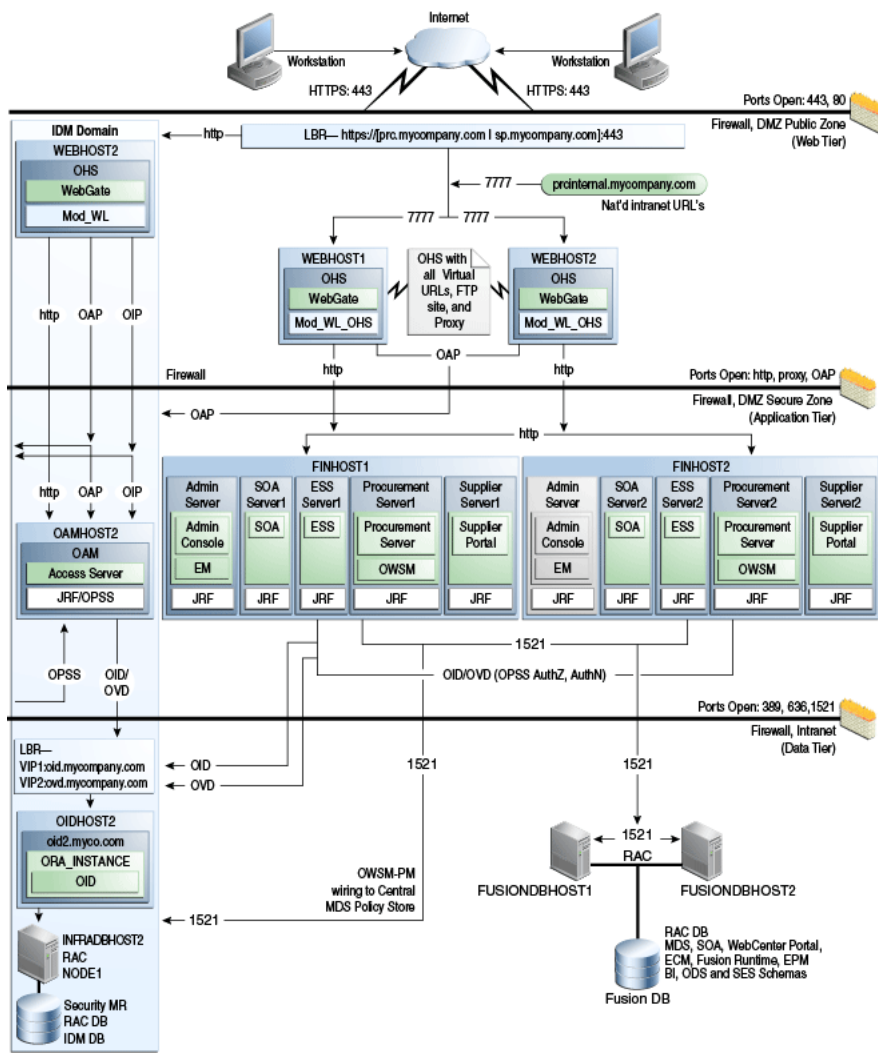 Internet
Workstation
Workstation
HTTPS: 443
HTTPS: 443
Ports Open: 443, 80
Firewall, DMZ Public Zone
(Web Tier)
IDM Domain
http
LBR— https://[prc.mycompany.com I sp.mycompany.com]:443
WEBHOST2
OHS
WebGate
Mod_WL
7777
prcinternal.mycompany.com
Nat'd intranet URL's
7777
7777
WEBHOST1
OHS
WebGate
Mod_WL_OHS
OHS with
all Virtual
URLs, FTP
site, and
Proxy
WEBHOST2
OHS
WebGate
Mod_WL_OHS
http
OAP
OIP
OAP
http
http
Firewall
Ports Open: http, proxy, OAP
Firewall, DMZ Secure Zone
(Application Tier)
OAP
http
http
OAP
OIP
FINHOST1
Admin
Server
Admin
Console
EM
JRF
SOA
Server1
SOA
JRF
ESS
Server1
ESS
JRF
Procurement
Server1
Procurement
Server
OWSM
JRF
Supplier
Server1
Supplier
Portal
JRF
FINHOST2
Admin
Server
Admin
Console
EM
JRF
SOA
Server2
SOA
JRF
ESS
Server2
ESS
JRF
Procurement
Server2
Procurement
Server
OWSM
JRF
Supplier
Server2
Supplier
Portal
JRF
OAMHOST2
OAM
Access Server
JRF/OPSS
OPSS
OID/
OVD
1521
OID/OVD (OPSS AuthZ, AuthN)
Ports Open: 389, 636,1521
Firewall, Intranet
(Data Tier)
LBR—
VIP1:oid.mycompany.com
VIP2:ovd.mycompany.com
OID
OVD
1521
1521
OIDHOST2
oid2.myco.com
ORA_INSTANCE
OID
1521
RAC
FUSIONDBHOST1
FUSIONDBHOST2
OWSM-PM
wiring to Central
MDS Policy Store
1521
INFRADBHOST2
RAC
NODE1
Security MR
RAC DB
IDM DB
RAC DB
MDS, SOA, WebCenter Portal,
ECM, Fusion Runtime, EPM
BI, ODS and SES Schemas
Fusion DB